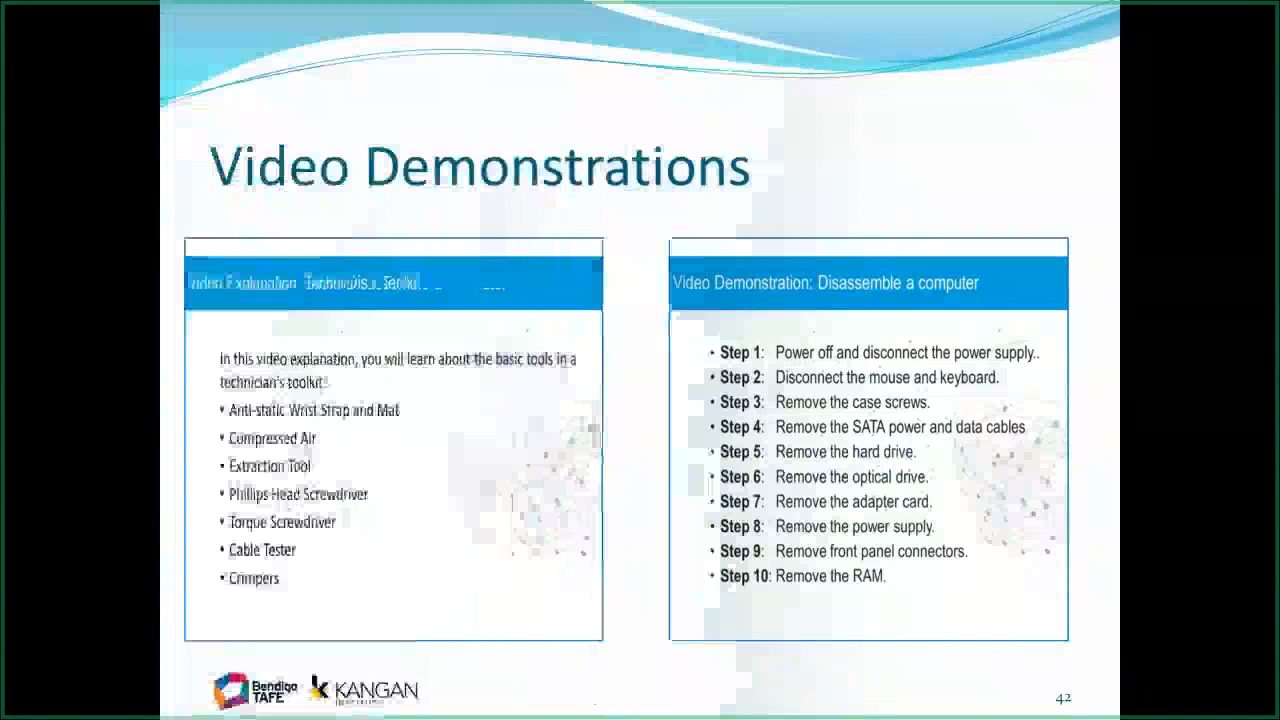 Video Demonstrations
Video Explanation: Technician's Toolkit
In this video explanation, you will learn about the basic tools in a
technician's toolkit.
• Anti-static Wrist Strap and Mat
• Compressed Air
• Extraction Tool
• Phillips Head Screwdriver
• Torque Screwdriver
• Cable Tester
• Crimpers
Video Demonstration: Disassemble a computer
• Step 1: Power off and disconnect the power supply..
• Step 2: Disconnect the mouse and keyboard.
• Step 3: Remove the case screws.
• Step 4: Remove the SATA power and data cables
• Step 5: Remove the hard drive.
• Step 6: Remove the optical drive.
• Step 7: Remove the adapter card.
• Step 8: Remove the power supply.
• Step 9: Remove front panel connectors.
• Step 10: Remove the RAM.
Bendigo
TAFE
KANGAN
42